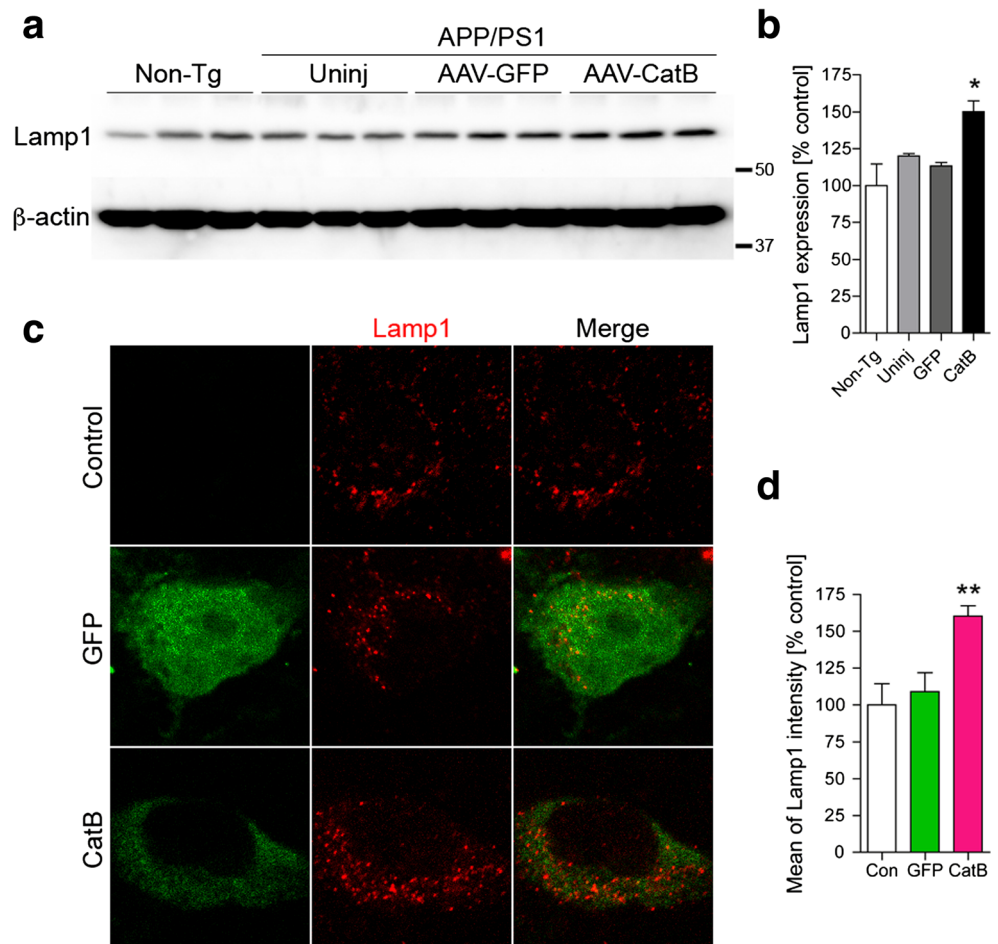 a
APP/PS1
Non-Tg Uninj AAV-GFP AAV-CatB
Lamp1
50
β-actin
37
b
Lamp1 expression [% control]
175
150
125
100
75
50
25
0
*
Non-Tg Uninj GFP CatB
c
Lamp1 Merge
Control
GFP
CatB
d
Mean of Lamp1 intensity [% control]
175
150
125
100
75
50
25
0
**
Con GFP CatB